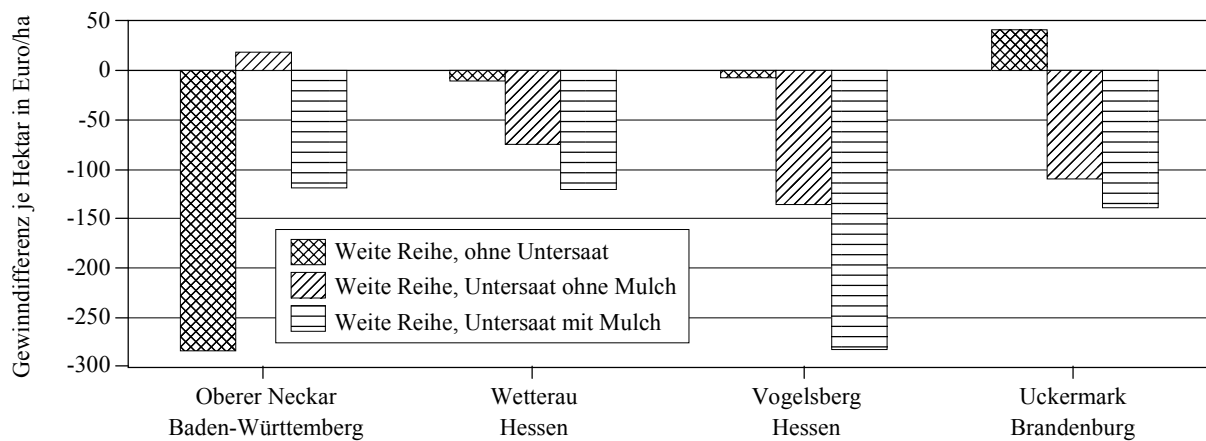 Gewinndifferenz je Hektar in Euro/ha
50
0
-50
-100
-150
-200
-250
-300
Weite Reihe, ohne Untersaat
Weite Reihe, Untersaat ohne Mulch
Weite Reihe, Untersaat mit Mulch
Oberer Neckar
Baden-Württemberg
Wetterau
Hessen
Vogelsberg
Hessen
Uckermark
Brandenburg